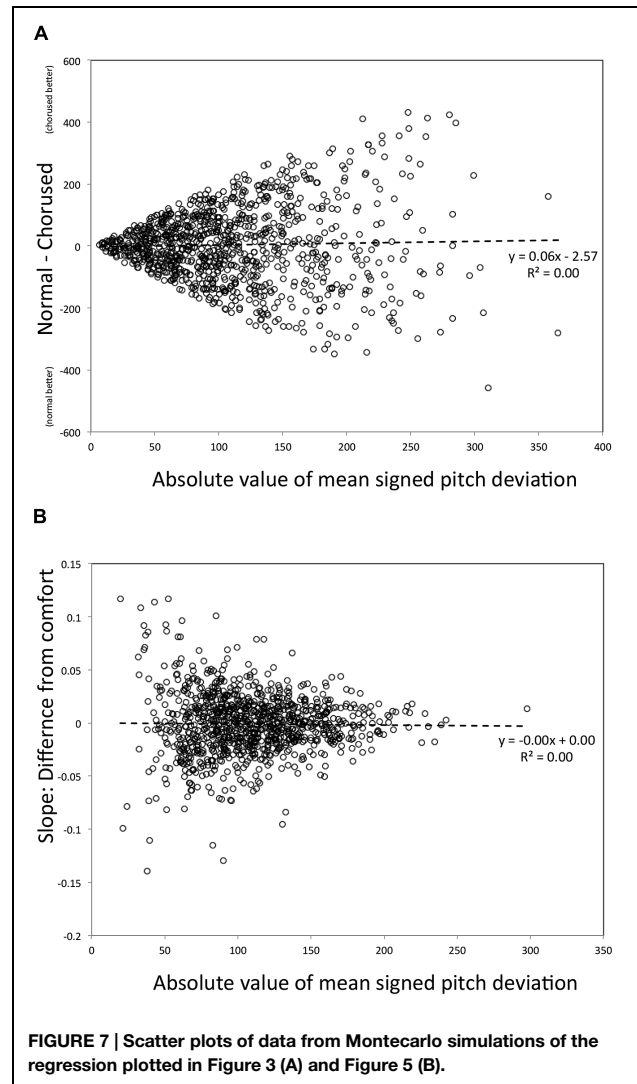 A
600
400
200
0
-200
-400
-600
(chorused better)
Normal - Chorused
(normal better)
y = 0.06x - 2.57
R² = 0.00
0 50 100 150 200 250 300 350 400
Absolute value of mean signed pitch deviation
B
0.15
0.1
0.05
0
-0.05
-0.1
-0.15
-0.2
Slope: Differnce from comfort
y = -0.00x + 0.00
R² = 0.00
0 50 100 150 200 250 300 350
Absolute value of mean signed pitch deviation
FIGURE 7 | Scatter plots of data from Montecarlo simulations of the
regression plotted in Figure 3 (A) and Figure 5 (B).